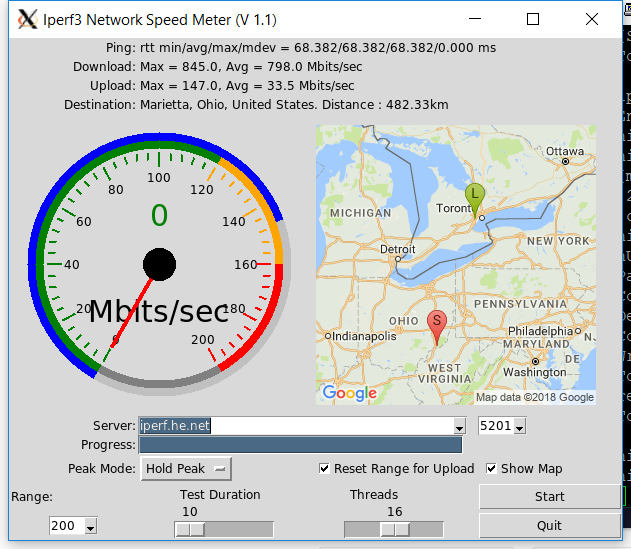 Iperf3 Network Speed Meter (V 1.1)
Ping: rtt min/avg/max/mdev = 68.382/68.382/68.382/0.000 ms
Download: Max = 845.0, Avg = 798.0 Mbits/sec
Upload: Max = 147.0, Avg = 33.5 Mbits/sec
Destination: Marietta, Ohio, United States. Distance : 482.33km
0
20
40
60
80
100
120
140
160
180
200
0
Mbits/sec
Ottawa
L
Toront
MICHIGAN
Detroit
NEW YORK
PENNSYLVANIA
OHIO
S
Indianapolis
Philadelphia
N.
MARYLAND
DE
Washington
WEST
VIRGINIA
Google
Map data ©2018 Google
Server: iperf.he.net 5201
Progress:
Peak Mode: Hold Peak Reset Range for Upload Show Map
Range: Test Duration Threads Start
10 16
200 Quit